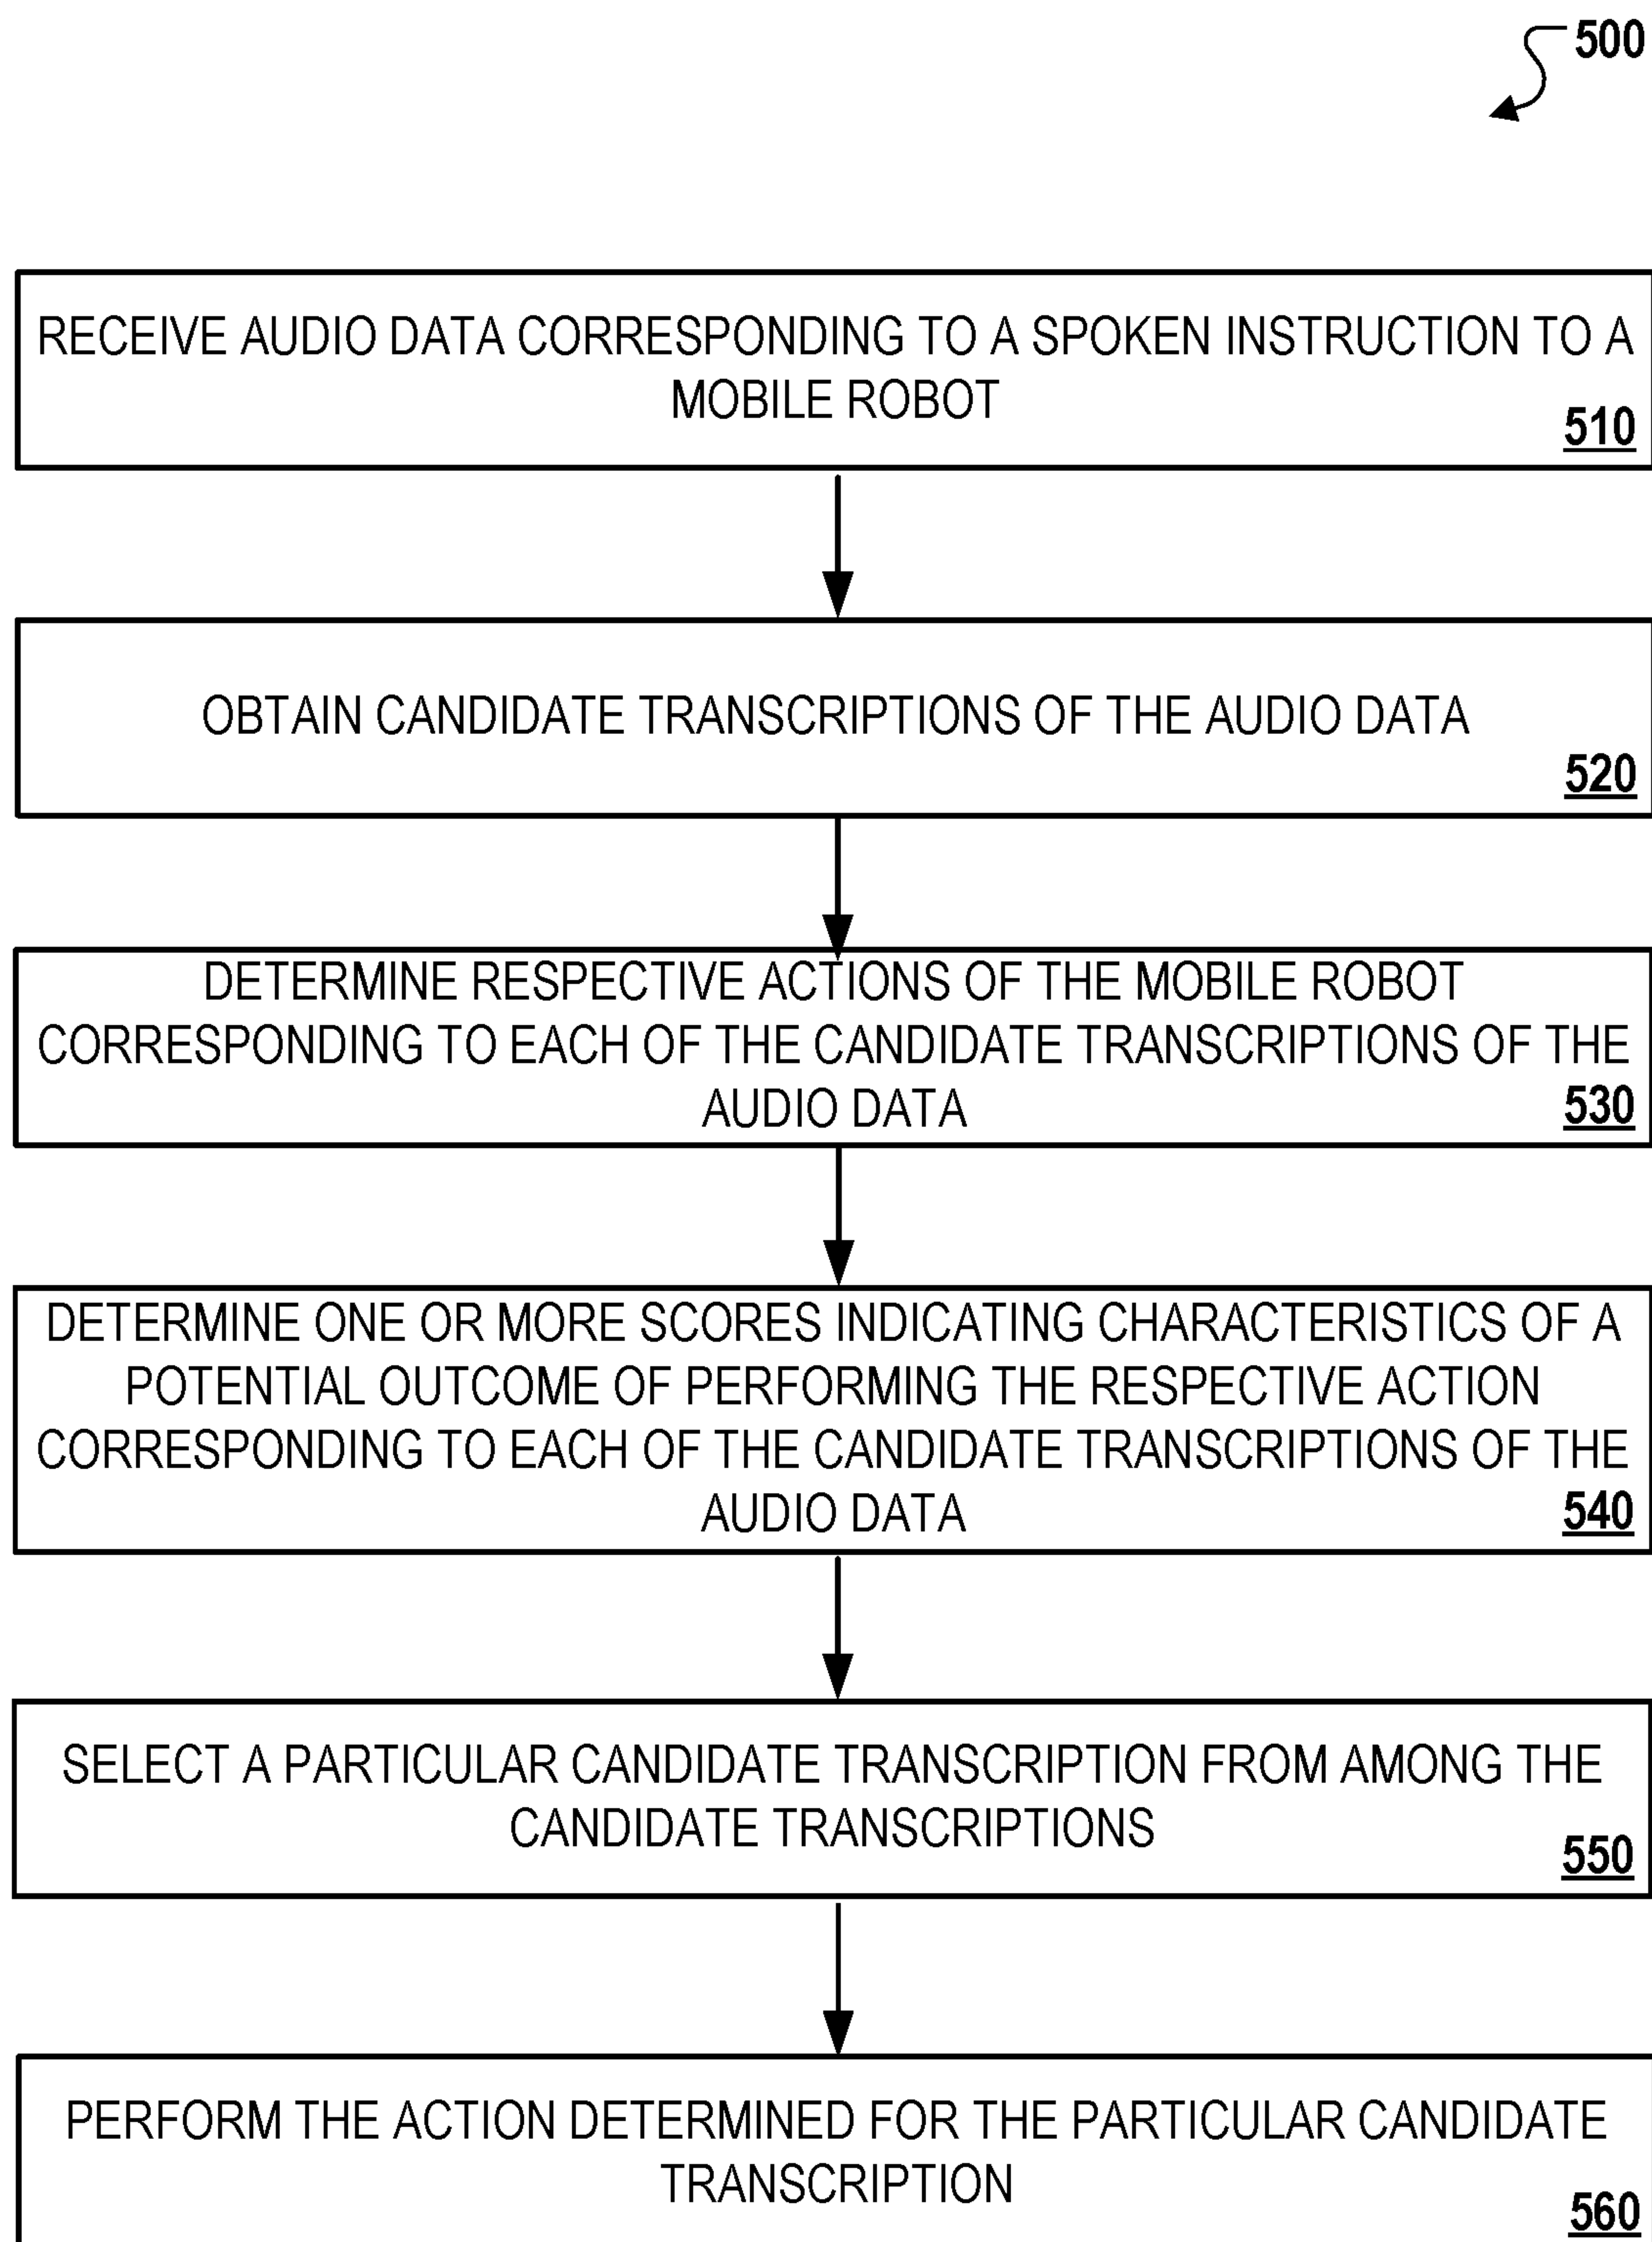 500
RECEIVE AUDIO DATA CORRESPONDING TO A SPOKEN INSTRUCTION TO A
MOBILE ROBOT
510
OBTAIN CANDIDATE TRANSCRIPTIONS OF THE AUDIO DATA
520
DETERMINE RESPECTIVE ACTIONS OF THE MOBILE ROBOT
CORRESPONDING TO EACH OF THE CANDIDATE TRANSCRIPTIONS OF THE
AUDIO DATA
530
DETERMINE ONE OR MORE SCORES INDICATING CHARACTERISTICS OF A
POTENTIAL OUTCOME OF PERFORMING THE RESPECTIVE ACTION
CORRESPONDING TO EACH OF THE CANDIDATE TRANSCRIPTIONS OF THE
AUDIO DATA
540
SELECT A PARTICULAR CANDIDATE TRANSCRIPTION FROM AMONG THE
CANDIDATE TRANSCRIPTIONS
550
PERFORM THE ACTION DETERMINED FOR THE PARTICULAR CANDIDATE
TRANSCRIPTION
560